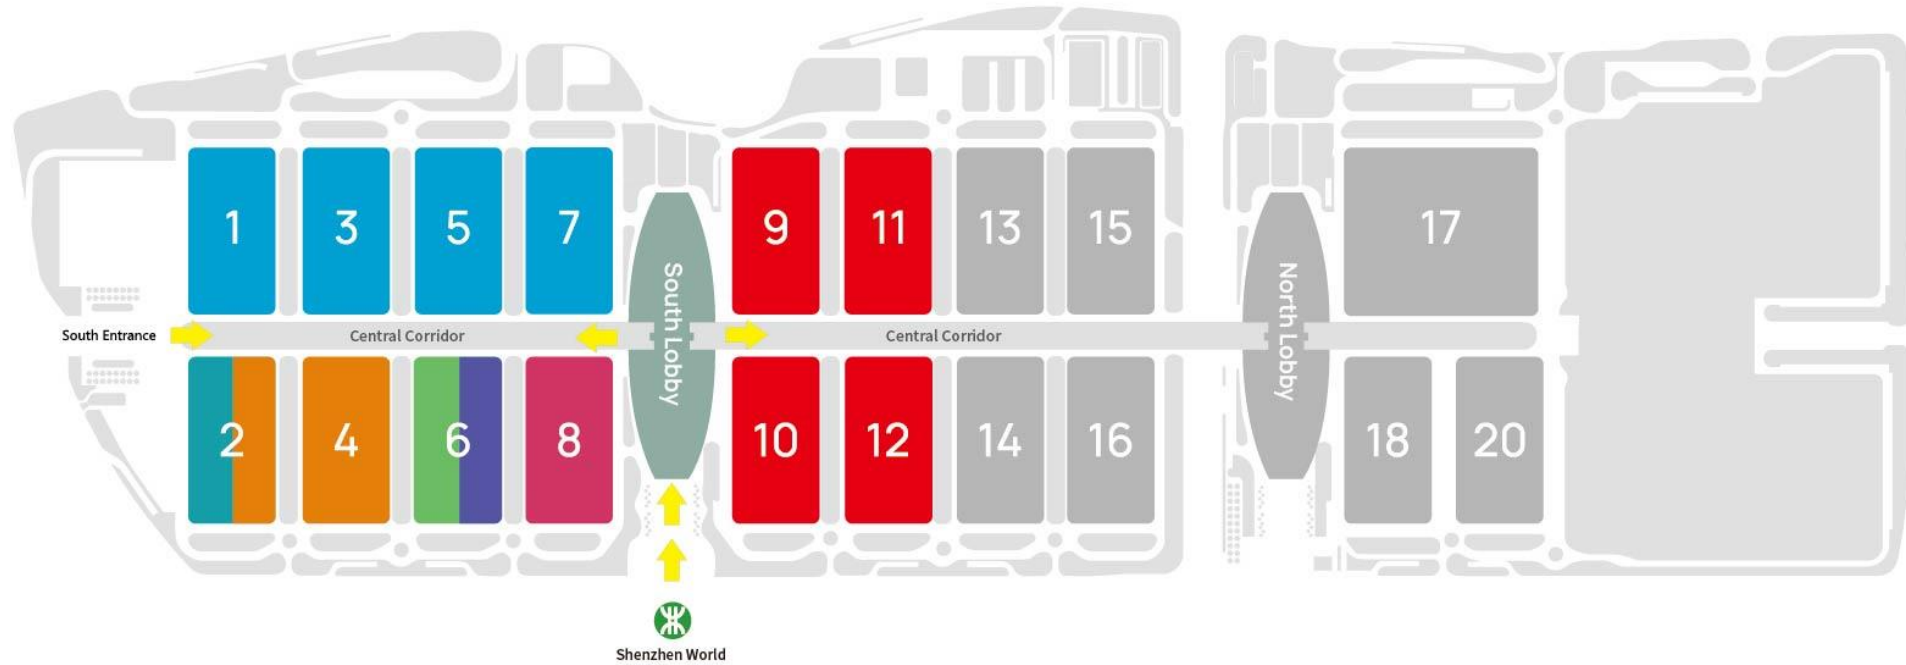 1 3 5 7 9 11 13 15 17
South Lobby
North Lobby
South Entrance
Central Corridor
Central Corridor
2 4 6 8 10 12 14 16 18 20
Shenzhen World